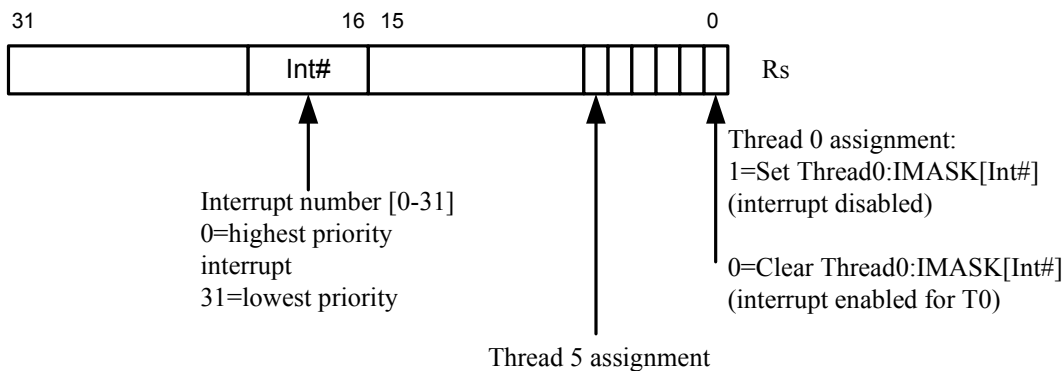 31 16 15 0
Int# Rs
Thread 0 assignment:
1=Set Thread0:IMASK[Int#]
(interrupt disabled)
Interrupt number [0-31]
0=highest priority
interrupt
31=lowest priority
0=Clear Thread0:IMASK[Int#]
(interrupt enabled for T0)
Thread 5 assignment